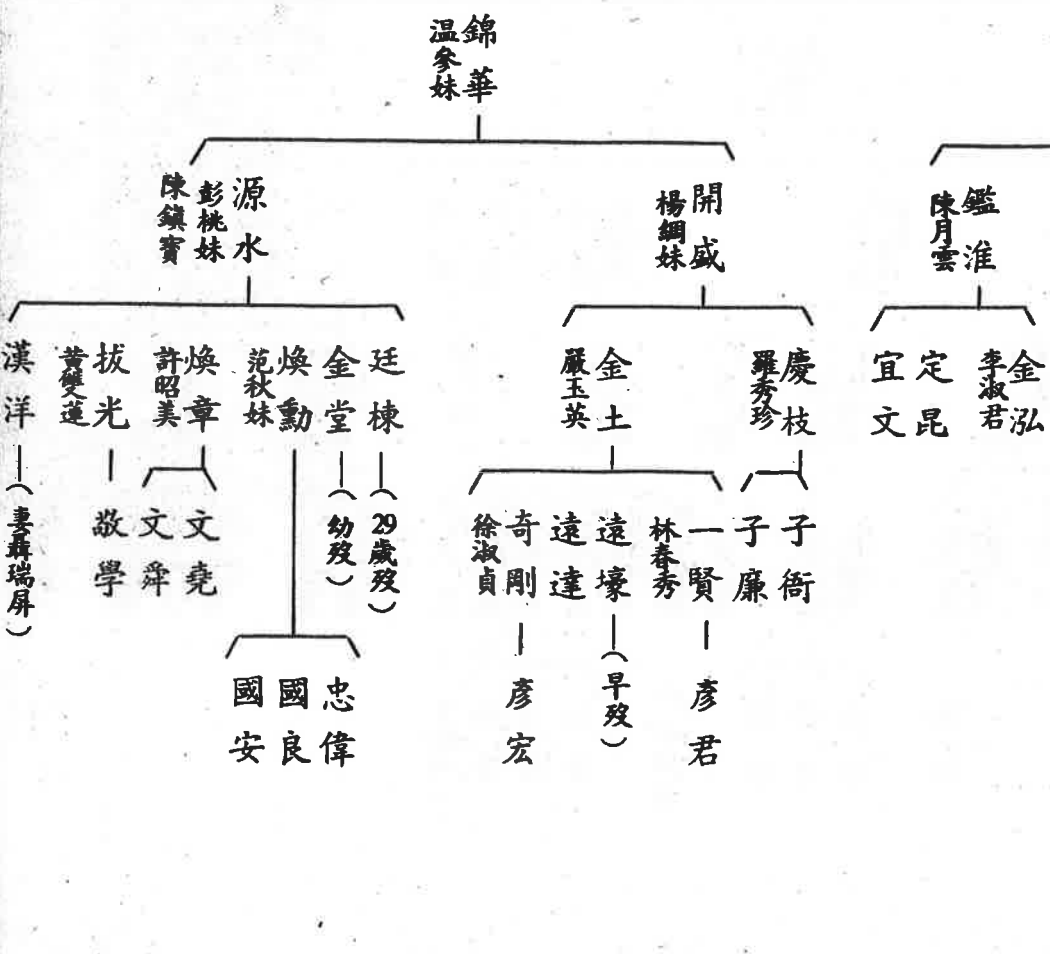 錦華
温參妹
鑑淮
陳月雲
開盛
楊綢妹
源水
彭桃妹
陳鎮寶
金泓
李淑君
定昆
宜文
慶枝
羅秀珍
金土
嚴玉英
廷棟
(29歲歿)
金堂
(幼歿)
煥勳
范秋妹
煥章
許昭美
拔光
黃雙蓮
漢洋
(妻聶瑞屏)
子衙
子廉
一賢
林春秀
遠壕
(早歿)
遠達
奇剛
徐淑貞
文堯
文舜
敬學
彥君
彥宏
忠偉
國良
國安